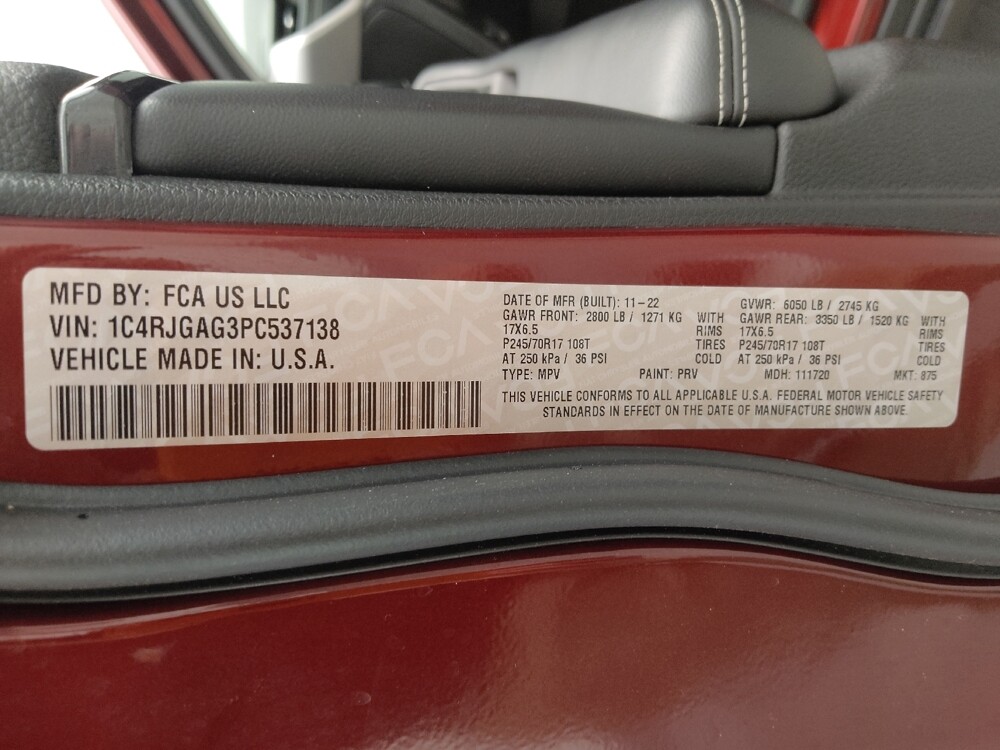 MFD BY: FCA US LLC
VIN: 1C4RJGAG3PC537138
VEHICLE MADE IN: U.S.A.
DATE OF MFR (BUILT): 11-22 GVWR: 6050 LB / 2745 KG
GAWR FRONT: 2800 LB / 1271 KG WITH GAWR REAR: 3350 LB / 1520 KG WITH
17X6.5 RIMS 17X6.5 RIMS
P245/70R17 108T TIRES P245/70R17 108T TIRES
AT 250 kPa / 36 PSI COLD AT 250 kPa / 36 PSI COLD
TYPE: MPV PAINT: PRV MDH: 111720 MKT: 875
THIS VEHICLE CONFORMS TO ALL APPLICABLE U.S.A. FEDERAL MOTOR VEHICLE SAFETY
STANDARDS IN EFFECT ON THE DATE OF MANUFACTURE SHOWN ABOVE.